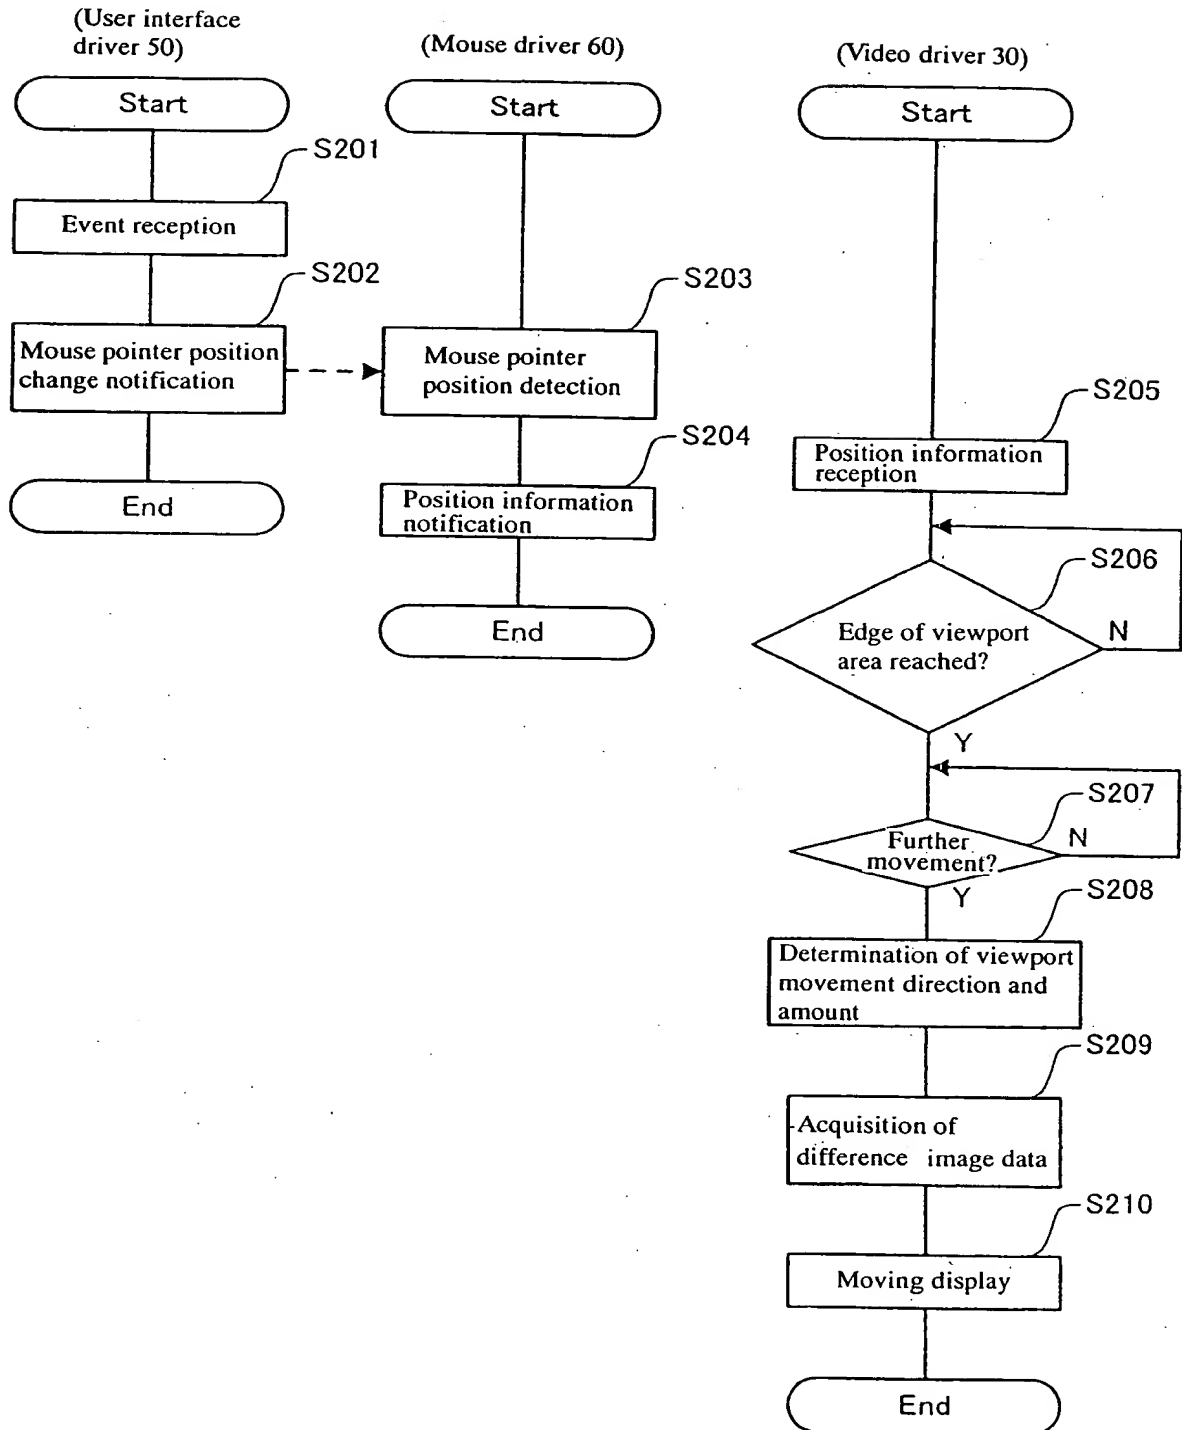 (User interface
driver 50)
Start
S201
Event reception
S202
Mouse pointer position
change notification
End
(Mouse driver 60)
Start
S203
Mouse pointer
position detection
S204
Position information
notification
End
(Video driver 30)
Start
S205
Position information
reception
S206
Edge of viewport
area reached?
N
Y
S207
Further
movement?
N
Y
S208
Determination of viewport
movement direction and
amount
S209
Acquisition of
difference image data
S210
Moving display
End